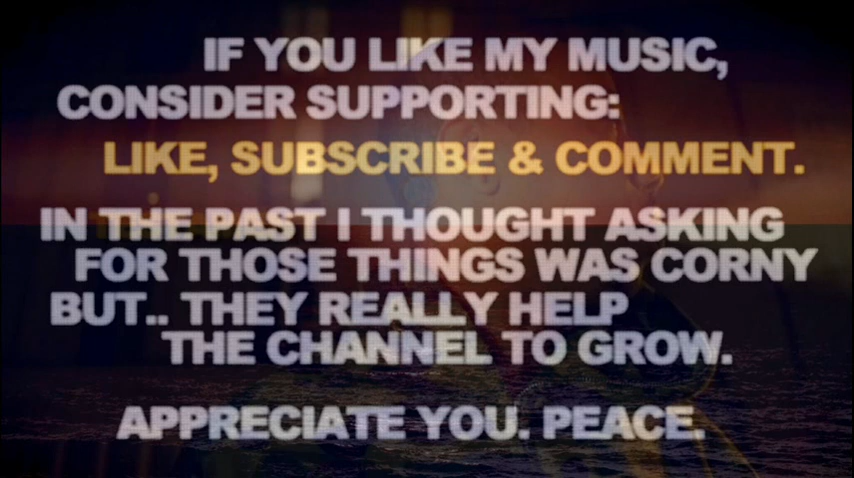 IF YOU LIKE MY MUSIC,
CONSIDER SUPPORTING:
LIKE, SUBSCRIBE & COMMENT.
IN THE PAST I THOUGHT ASKING
FOR THOSE THINGS WAS CORNY
BUT.. THEY REALLY HELP
THE CHANNEL TO GROW.
APPRECIATE YOU. PEACE.